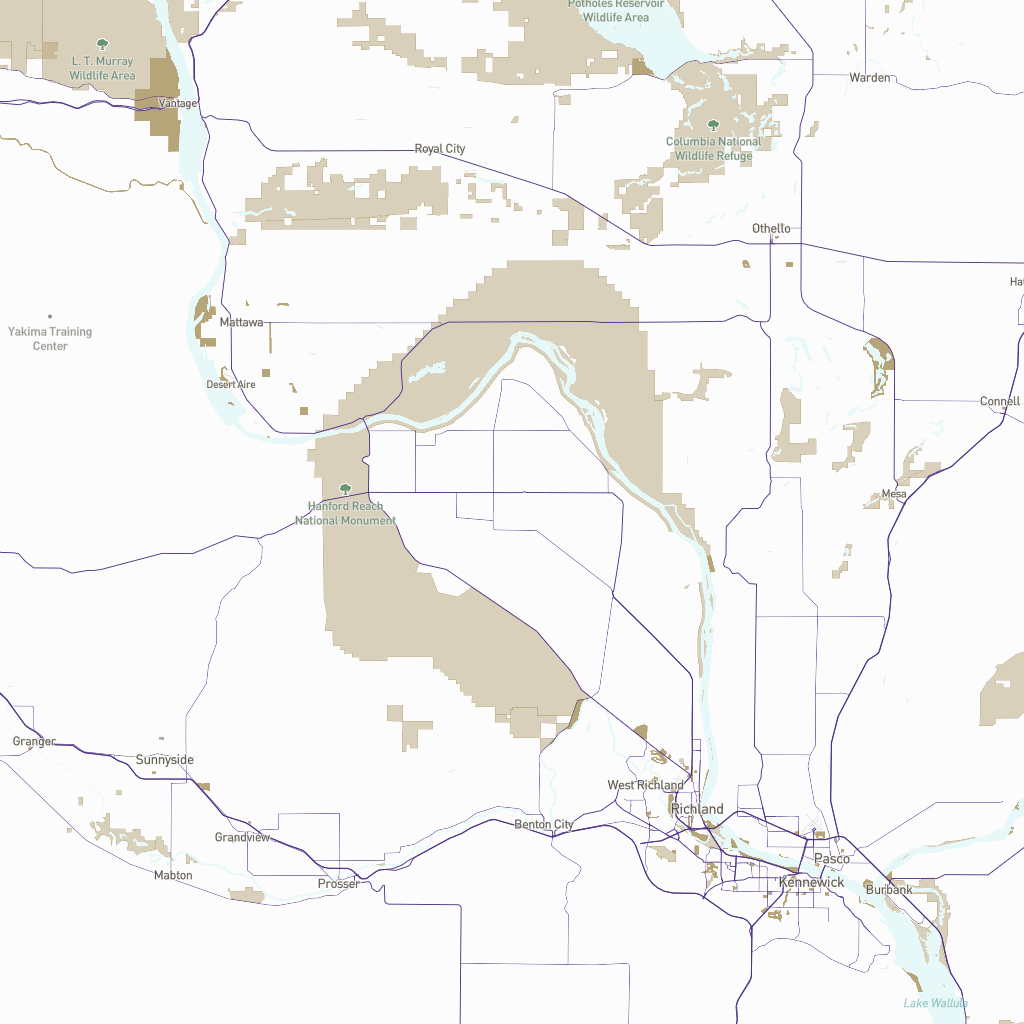 Potholes Reservoir
Wildlife Area
L. T. Murray
Wildlife Area
Warden
Vantage
Columbia National
Wildlife Refuge
Royal City
Othello
Mattawa
Yakima Training
Center
Desert Aire
Connell
Mesa
Hanford Reach
National Monument
Granger
Sunnyside
West Richland
Richland
Benton City
Grandview
Pasco
Mabton
Prosser
Kennewick
Burbank
Lake Wallula